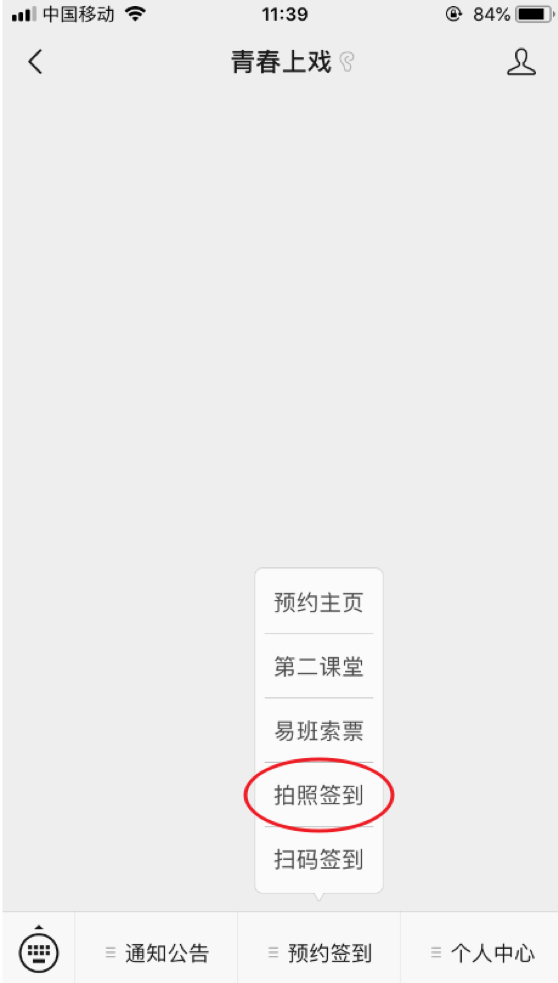 中国移动 11:39 84%
青春上戏
预约主页
第二课堂
易班索票
拍照签到
扫码签到
通知公告 预约签到 个人中心